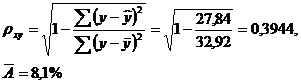 ρ_xy = √(1 - ∑(y - ŷ)² / ∑(y - ȳ)²) = √(1 - 27,84 / 32,92) = 0,3944,
A̅ = 8,1%